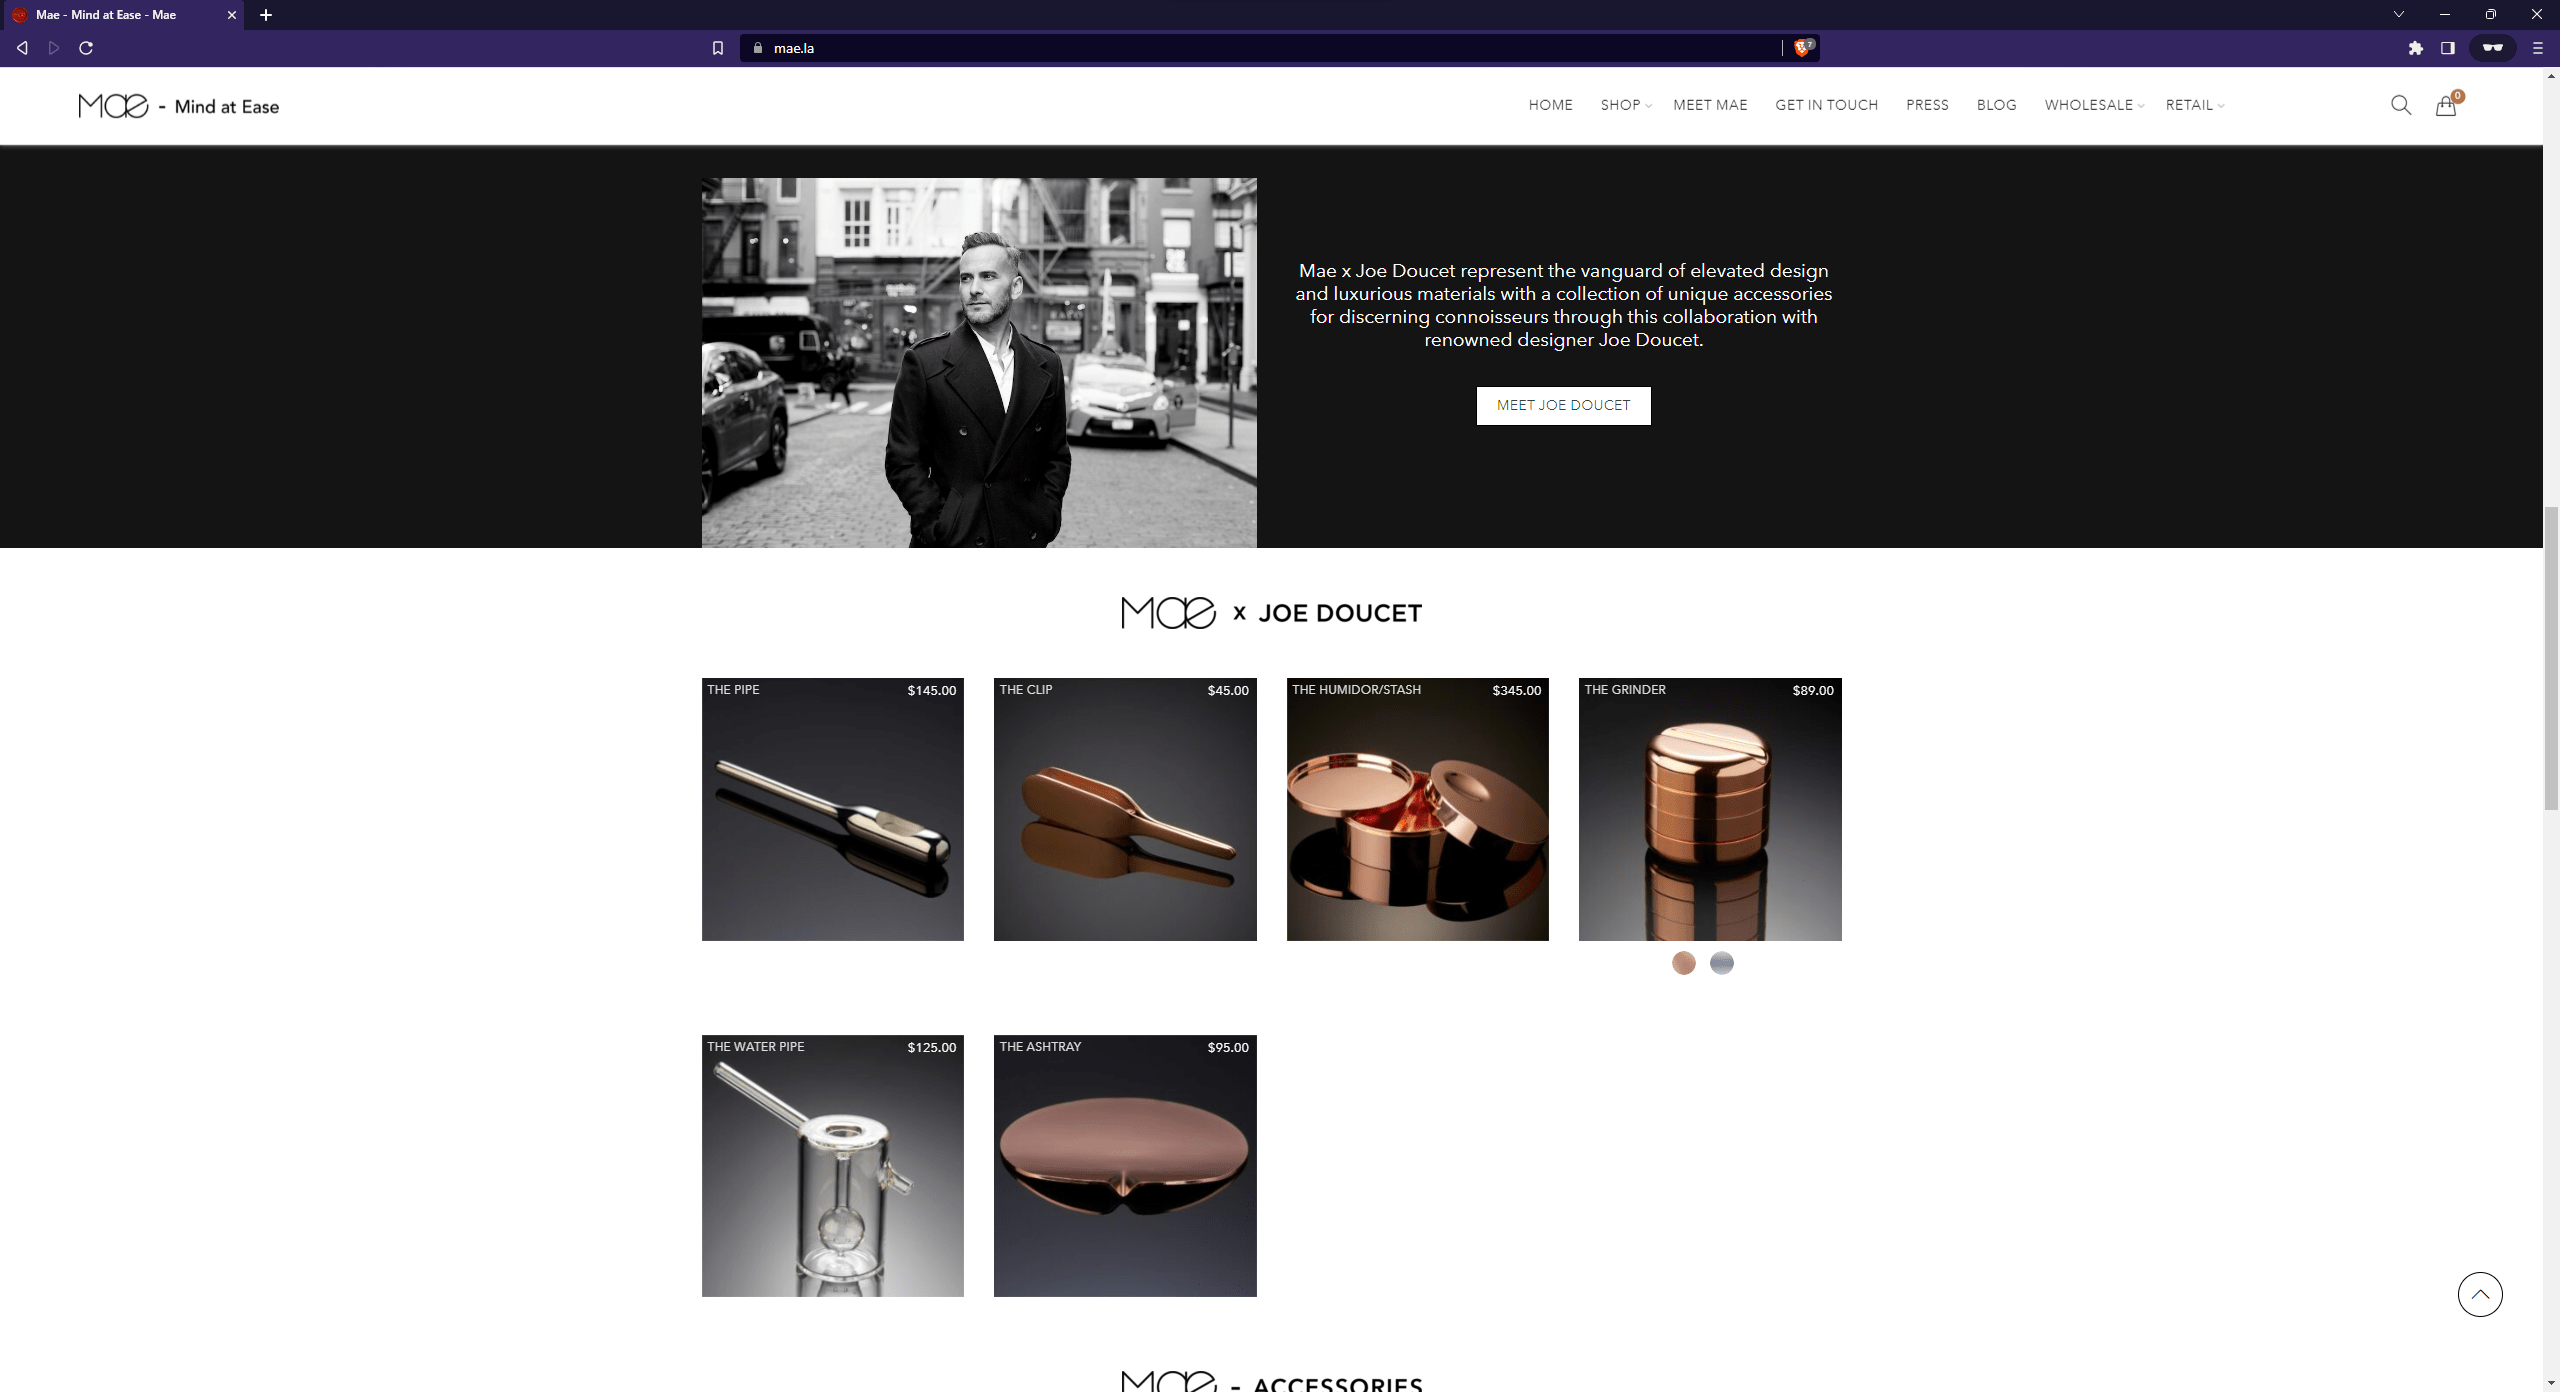 Mae - Mind at Ease - Mae
mae.la
7
Mae - Mind at Ease
HOME SHOP MEET MAE GET IN TOUCH PRESS BLOG WHOLESALE RETAIL
0
Mae x Joe Doucet represent the vanguard of elevated design
and luxurious materials with a collection of unique accessories
for discerning connoisseurs through this collaboration with
renowned designer Joe Doucet.
MEET JOE DOUCET
Mae x JOE DOUCET
THE PIPE $145.00
THE CLIP $45.00
THE HUMIDOR/STASH $345.00
THE GRINDER $89.00
THE WATER PIPE $125.00
THE ASHTRAY $95.00
Mae - ACCESSORIES